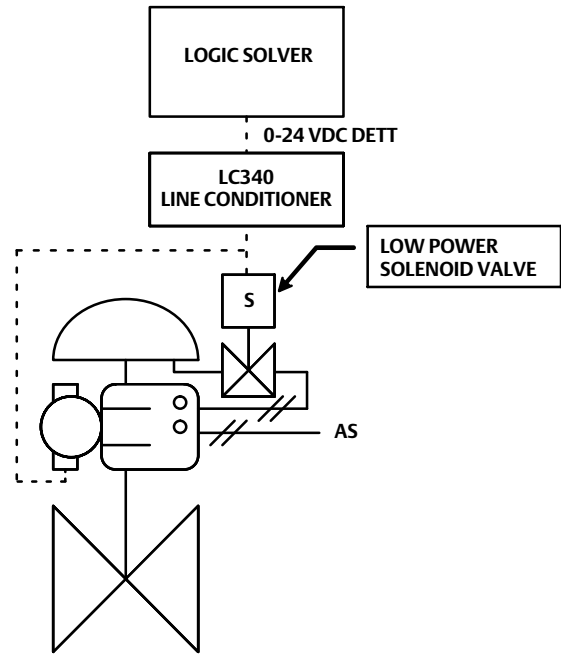 LOGIC SOLVER
0-24 VDC DETT
LC340
LINE CONDITIONER
LOW POWER
SOLENOID VALVE
S
AS